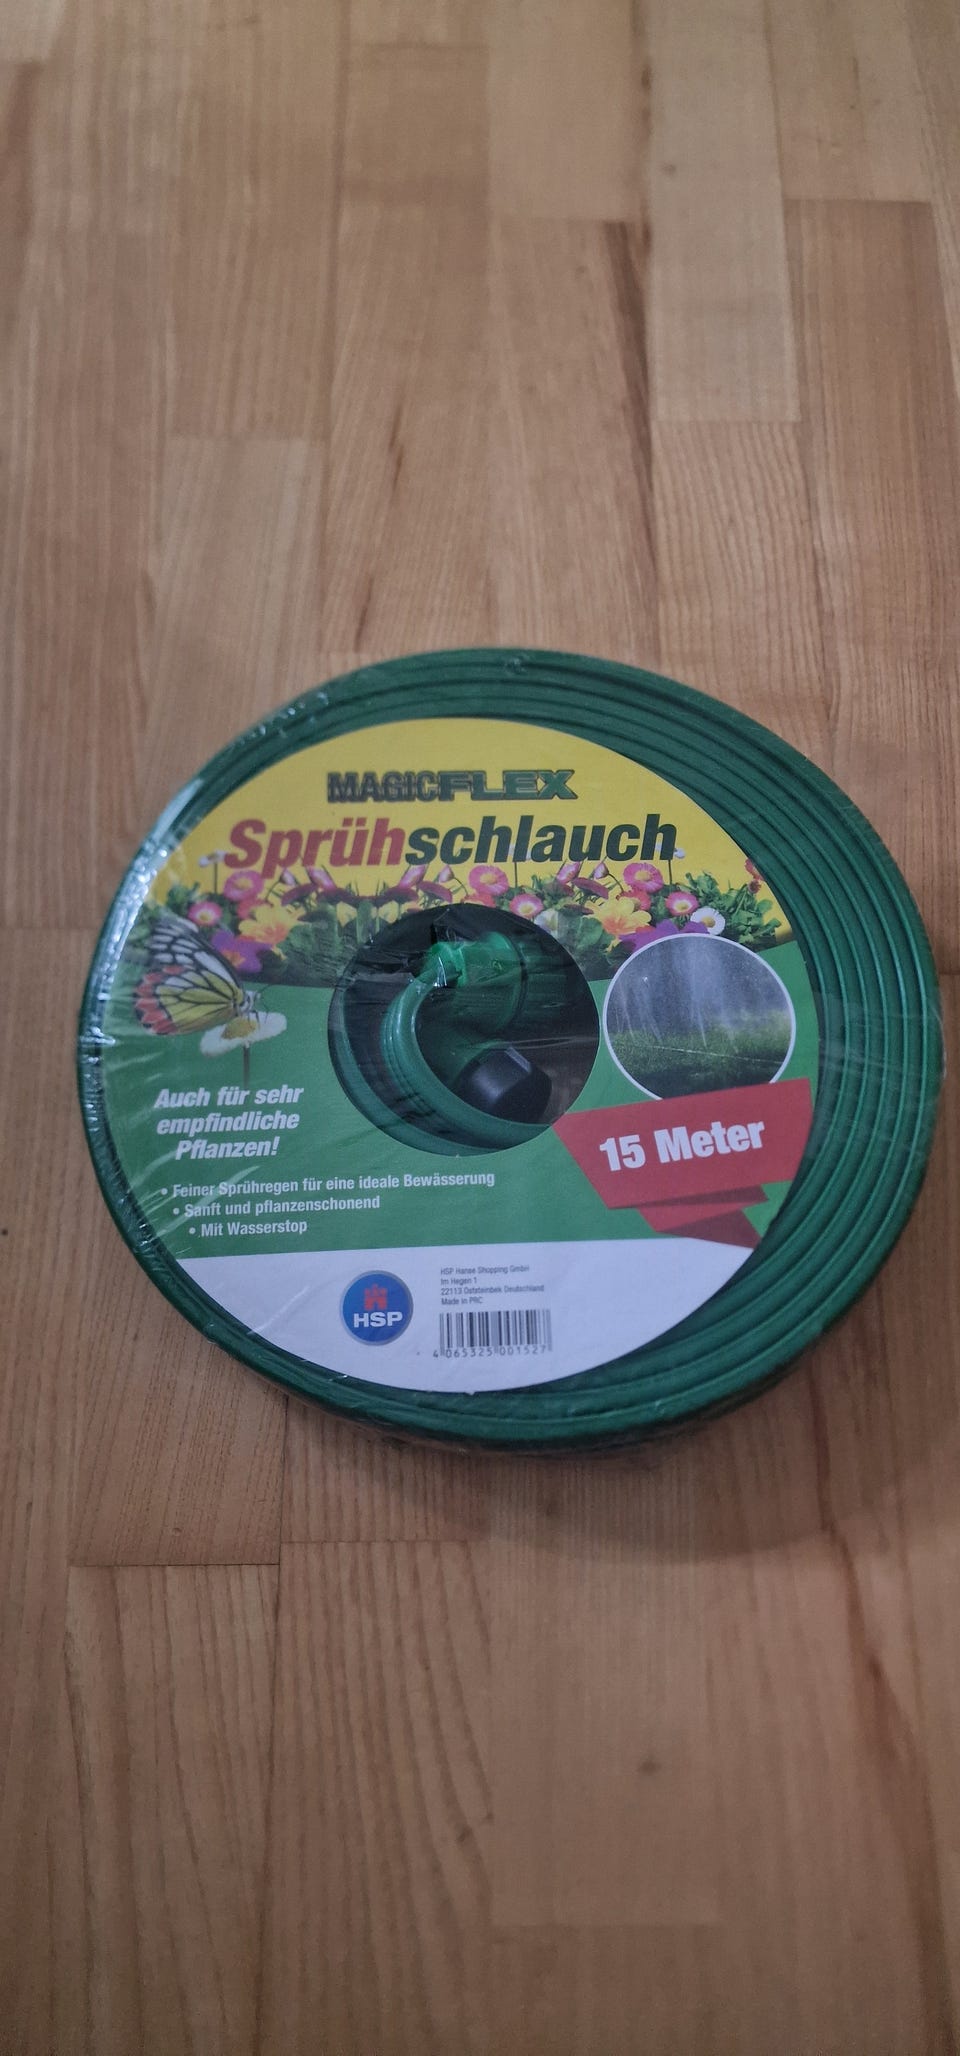 MAGICFLEX
Sprühschlauch
Auch für sehr
empfindliche
Pflanzen!
• Feiner Sprühregen für eine ideale Bewässerung
• Sanft und pflanzenschonend
• Mit Wasserstop
15 Meter
HSP
HSP Hanse Shopping GmbH
Im Hegen 1
22113 Oststeinbek Deutschland
Made in PRC
4 065325 001527